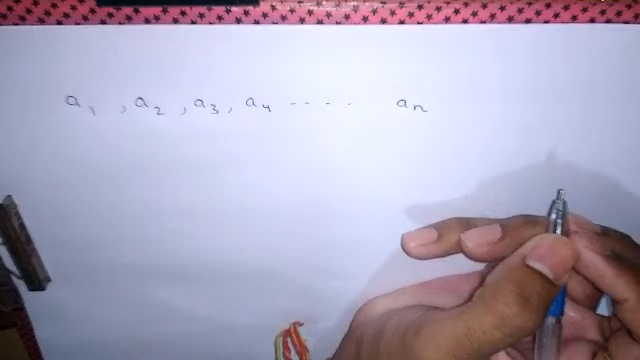 a₁, a₂, a₃, a₄ ---- aₙ